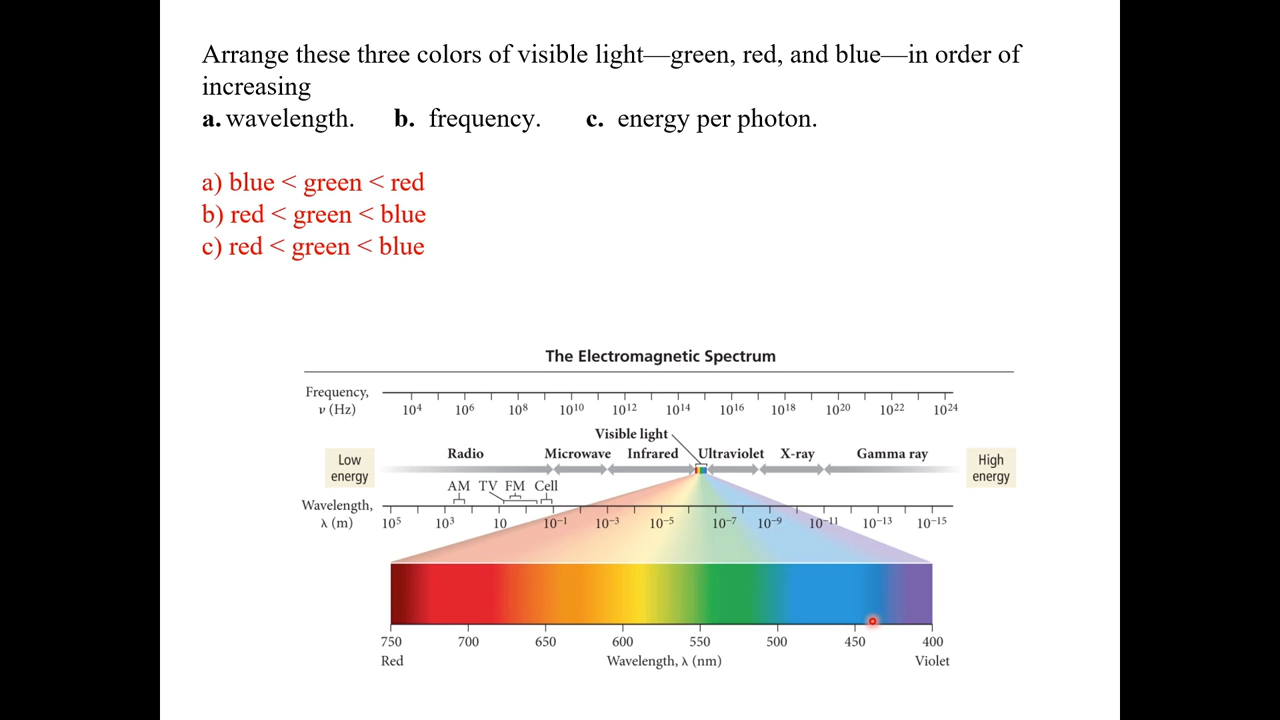 Arrange these three colors of visible light—green, red, and blue—in order of
increasing
a. wavelength. b. frequency. c. energy per photon.
a) blue < green < red
b) red < green < blue
c) red < green < blue
The Electromagnetic Spectrum
Frequency,
ν (Hz)
10⁴ 10⁶ 10⁸ 10¹⁰ 10¹² 10¹⁴ 10¹⁶ 10¹⁸ 10²⁰ 10²² 10²⁴
Visible light
Low
energy
Radio Microwave Infrared Ultraviolet X-ray Gamma ray
High
energy
AM TV FM Cell
Wavelength,
λ (m)
10⁵ 10³ 10 10⁻¹ 10⁻³ 10⁻⁵ 10⁻⁷ 10⁻⁹ 10⁻¹¹ 10⁻¹³ 10⁻¹⁵
750 700 650 600 550 500 450 400
Red Wavelength, λ (nm) Violet